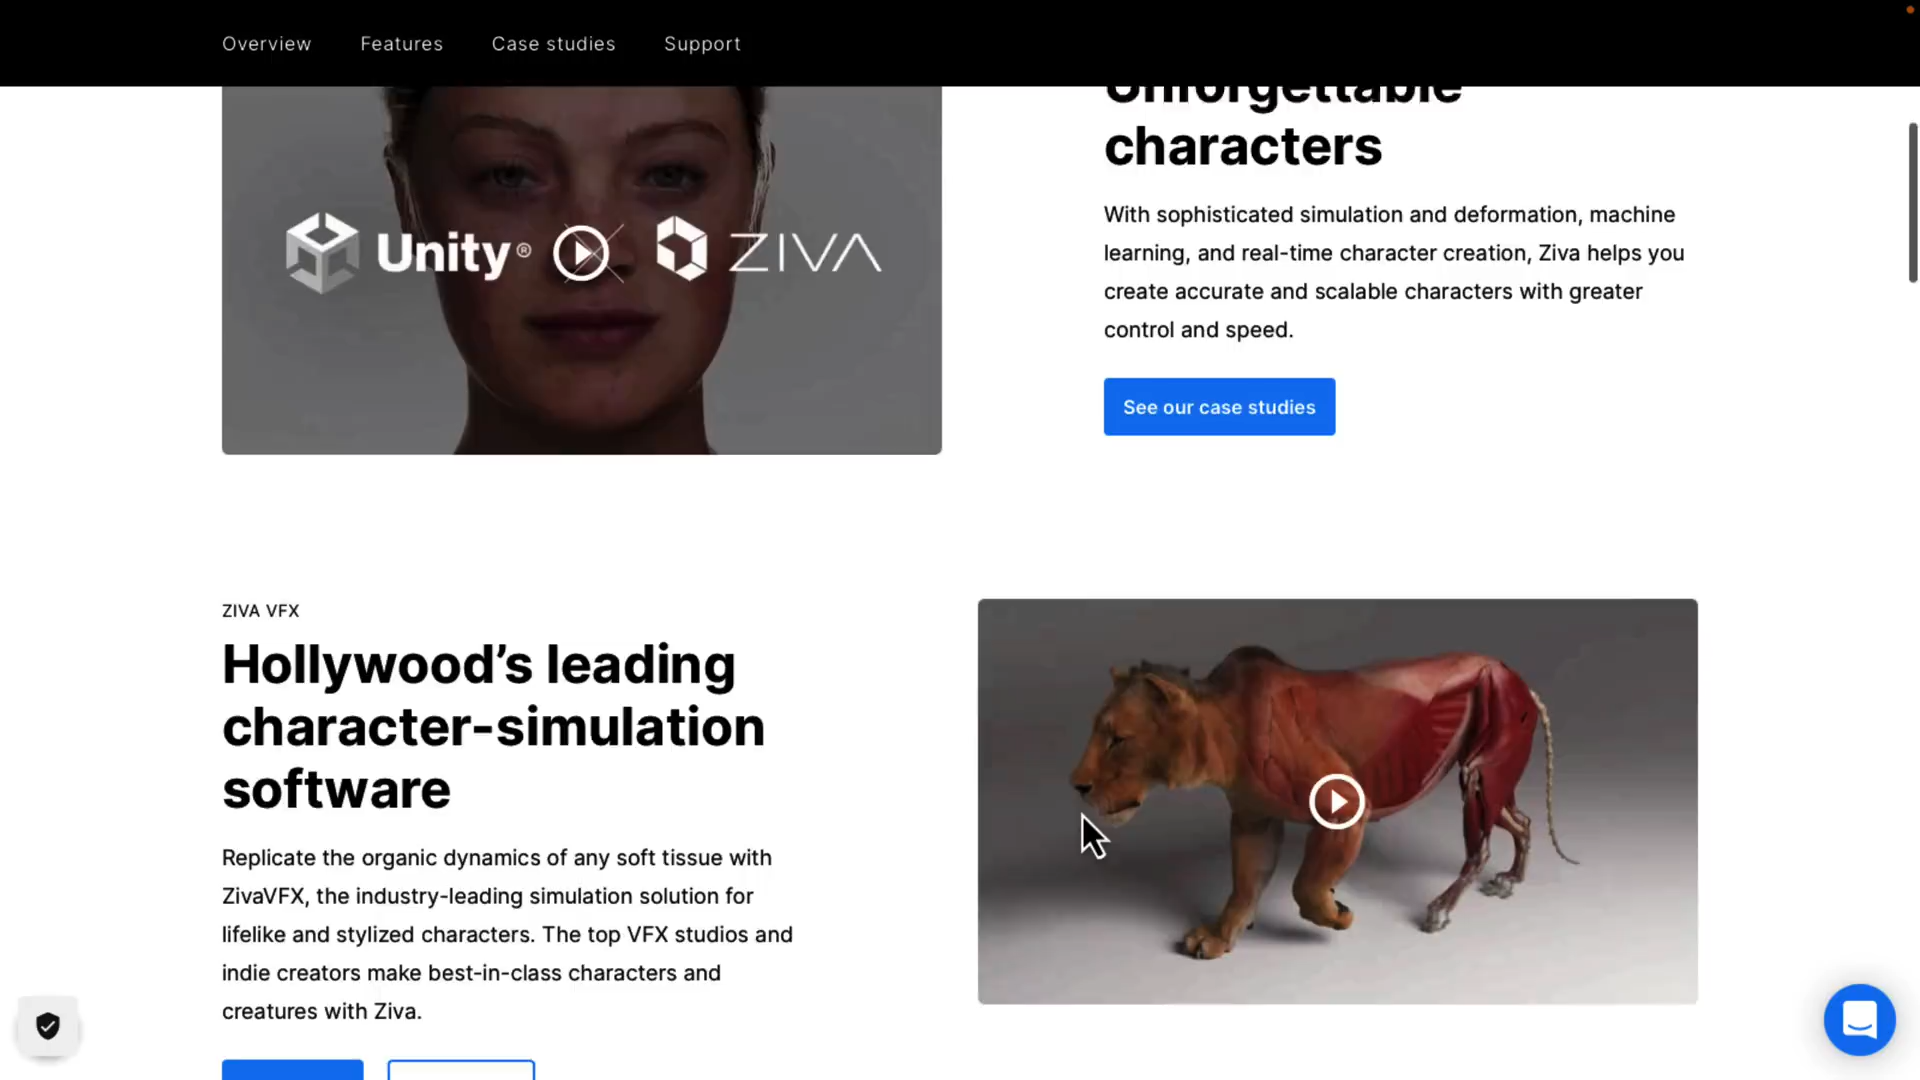 Overview Features Case studies Support
Unforgettable
characters
Unity® ZIVA
With sophisticated simulation and deformation, machine
learning, and real-time character creation, Ziva helps you
create accurate and scalable characters with greater
control and speed.
See our case studies
ZIVA VFX
Hollywood’s leading
character-simulation
software
Replicate the organic dynamics of any soft tissue with
ZivaVFX, the industry-leading simulation solution for
lifelike and stylized characters. The top VFX studios and
indie creators make best-in-class characters and
creatures with Ziva.